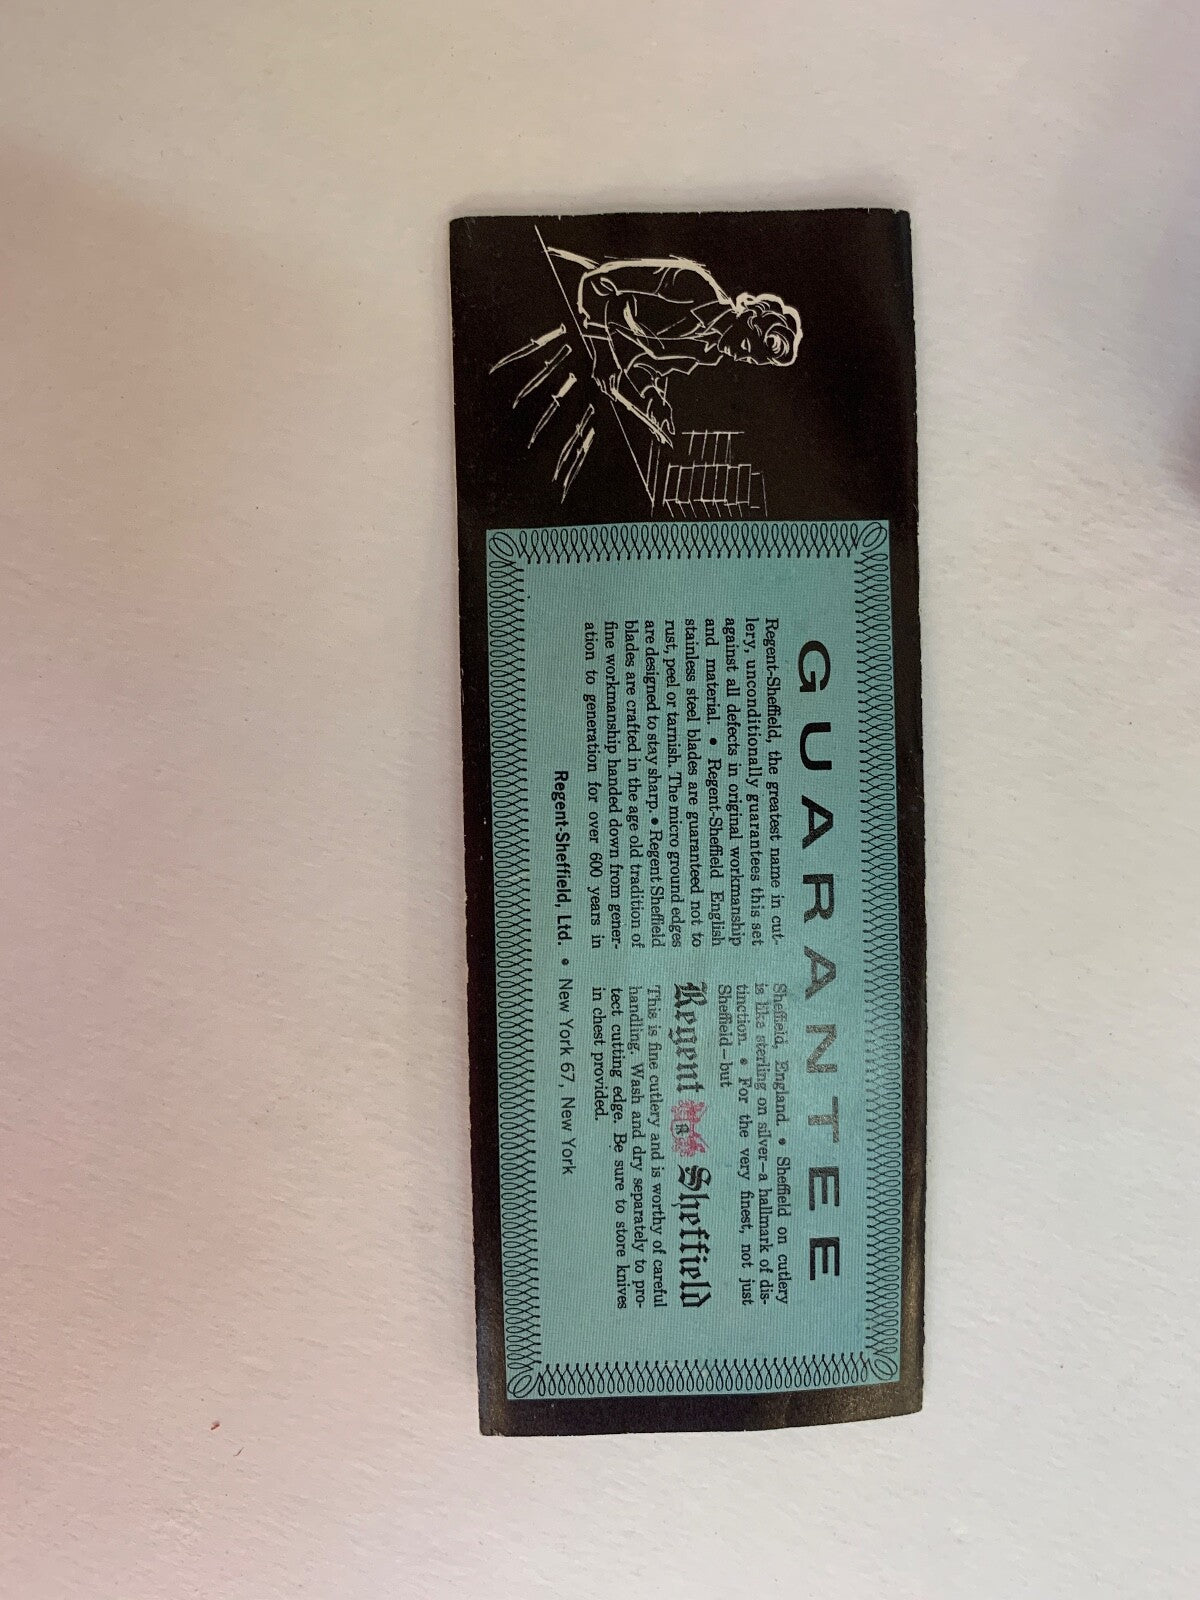 GUARANTEE
Regent-Sheffield, the greatest name in cut-
lery, unconditionally guarantees this set
against all defects in original workmanship
and material. • Regent-Sheffield English
stainless steel blades are guaranteed not to
rust, peel or tarnish. The micro ground edges
are designed to stay sharp. • Regent Sheffield
blades are crafted in the age old tradition of
fine workmanship handed down from gener-
ation to generation for over 600 years in
Sheffield, England. • Sheffield on cutlery
is like sterling on silver—a hallmark of dis-
tinction. • For the very finest, not just
Sheffield—but
Regent R Sheffield
This is fine cutlery and is worthy of careful
handling. Wash and dry separately to pro-
tect cutting edge. Be sure to store knives
in chest provided.
Regent-Sheffield, Ltd. • New York 67, New York